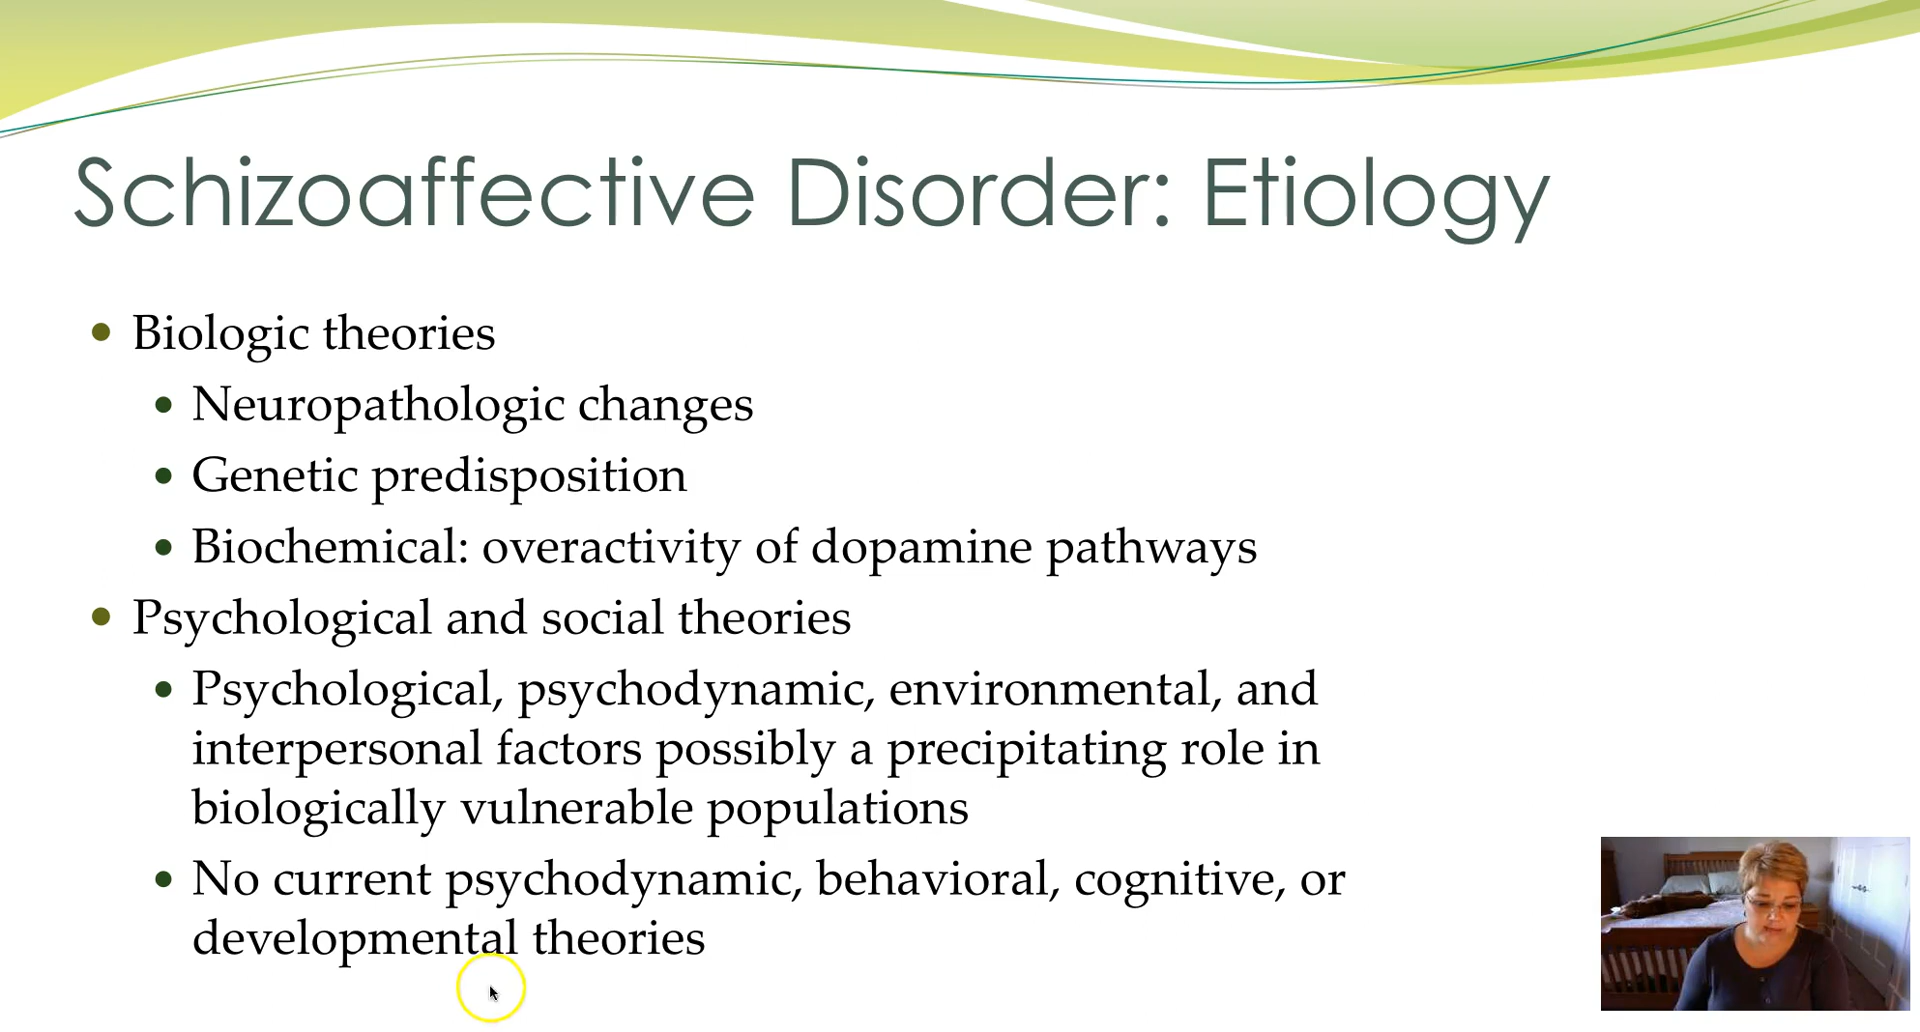 Schizoaffective Disorder: Etiology
• Biologic theories
• Neuropathologic changes
• Genetic predisposition
• Biochemical: overactivity of dopamine pathways
• Psychological and social theories
• Psychological, psychodynamic, environmental, and
interpersonal factors possibly a precipitating role in
biologically vulnerable populations
• No current psychodynamic, behavioral, cognitive, or
developmental theories